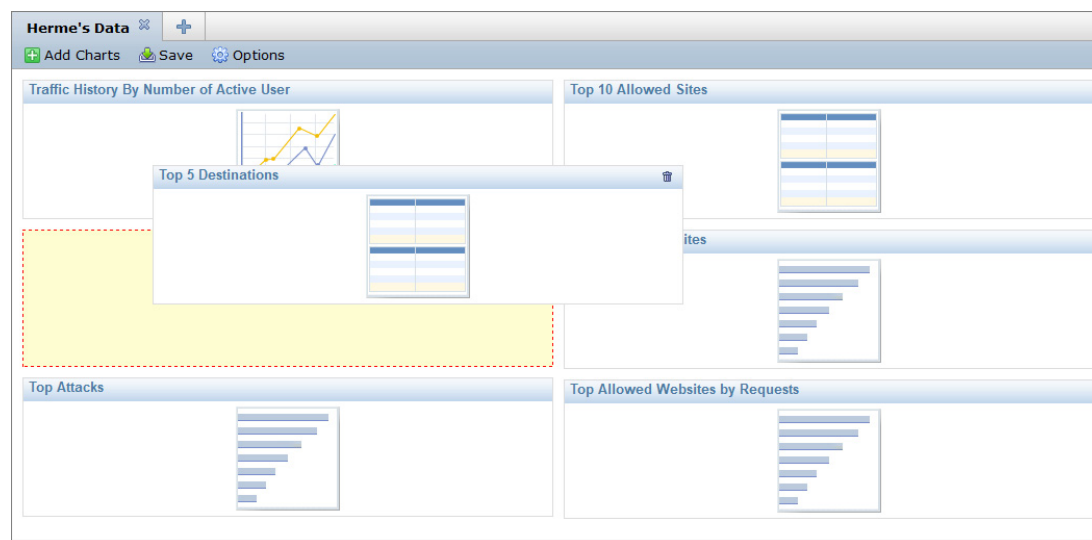 Herme's Data
Add Charts Save Options
Traffic History By Number of Active User
Top 10 Allowed Sites
Top 5 Destinations
ites
Top Attacks
Top Allowed Websites by Requests